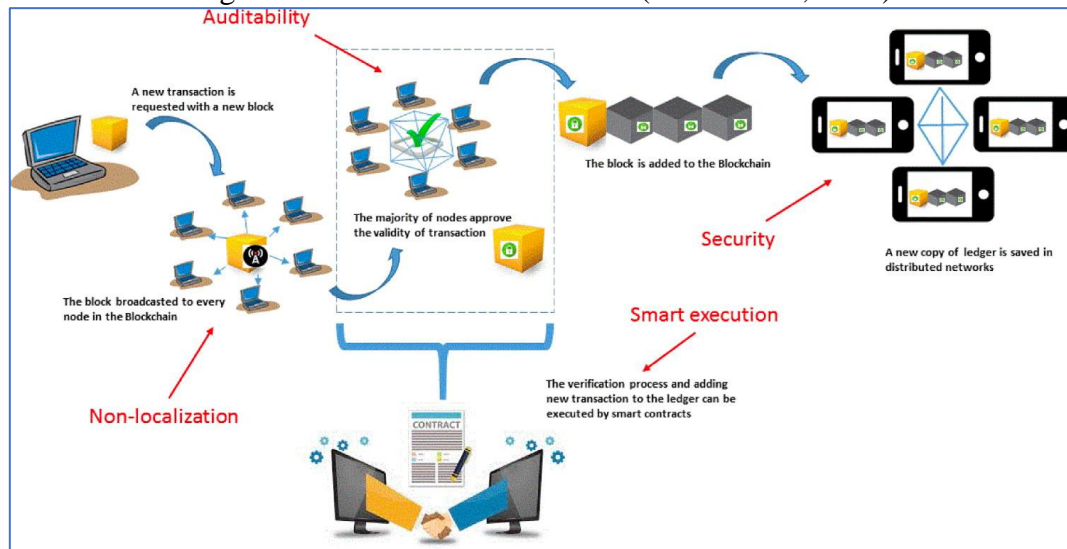 Auditability
A new transaction is
requested with a new block
The block is added to the Blockchain
The majority of nodes approve
the validity of transaction
Security
A new copy of ledger is saved in
distributed networks
The block broadcasted to every
node in the Blockchain
Smart execution
The verification process and adding
new transaction to the ledger can be
executed by smart contracts
Non-localization
CONTRACT